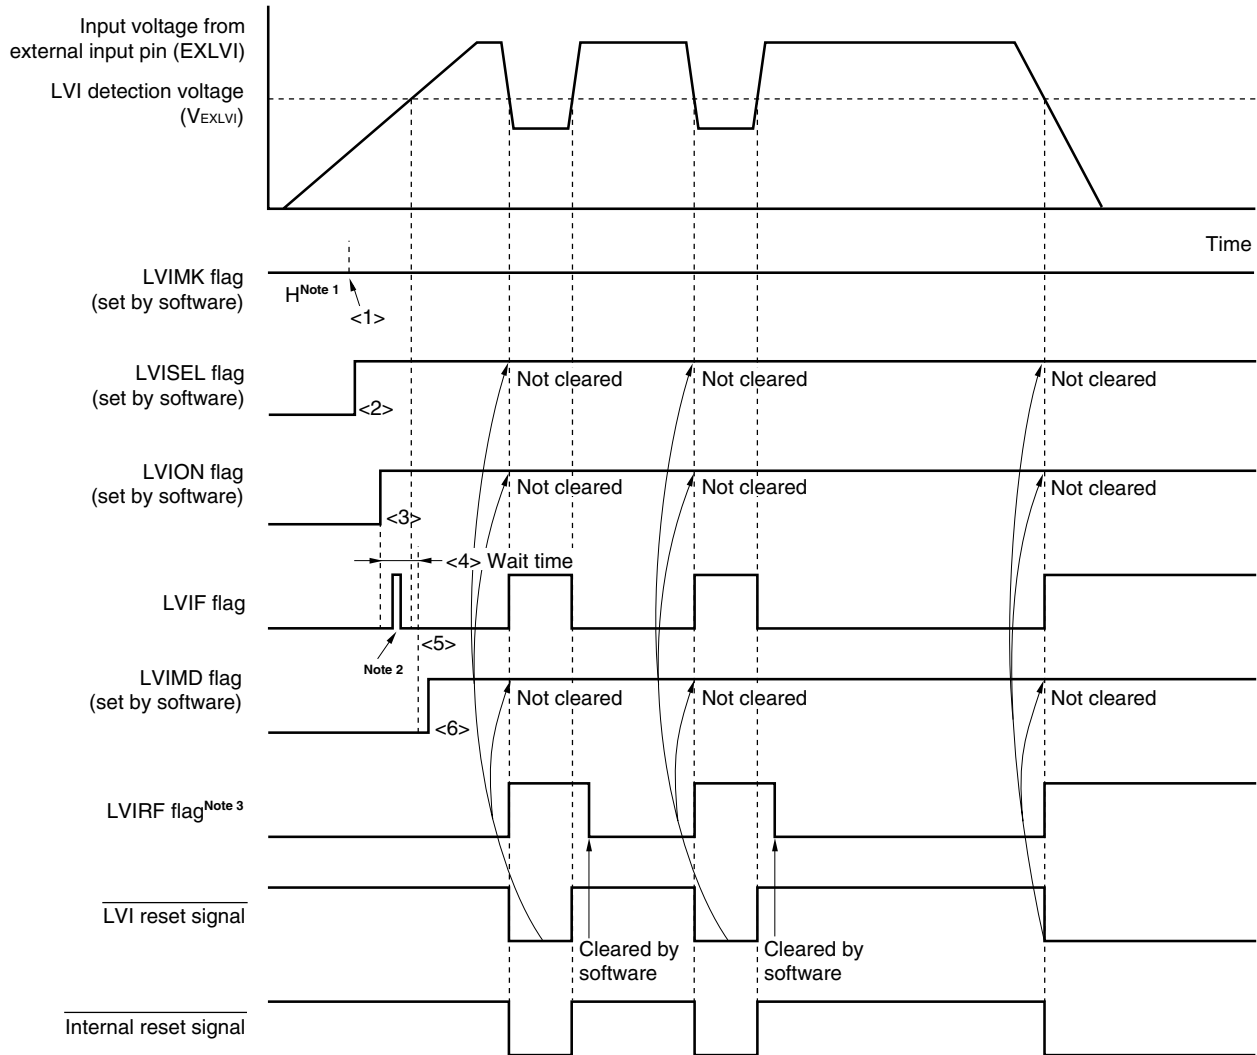 Input voltage from
external input pin (EXLVI)
LVI detection voltage
(VEXLVI)
Time
LVIMK flag
(set by software)
H Note 1
<1>
LVISEL flag
(set by software)
<2>
Not cleared
Not cleared
Not cleared
LVION flag
(set by software)
<3>
Not cleared
Not cleared
Not cleared
<4> Wait time
LVIF flag
Note 2
<5>
LVIMD flag
(set by software)
<6>
Not cleared
Not cleared
Not cleared
LVIRF flag Note 3
LVI reset signal
Cleared by
software
Cleared by
software
Internal reset signal